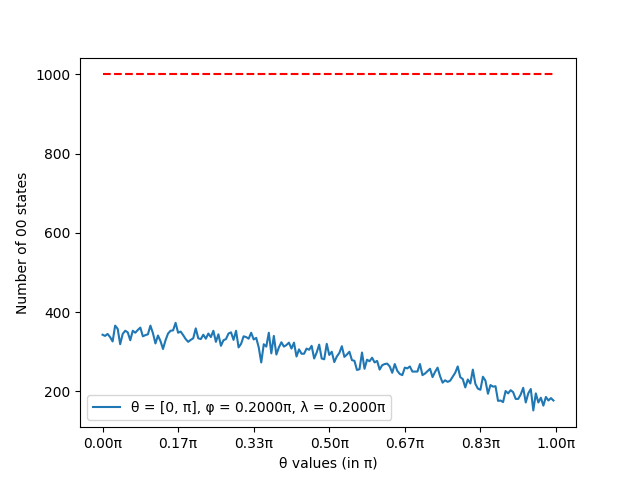 1000
800
600
400
200
Number of 00 states
θ = [0, π], φ = 0.2000π, λ = 0.2000π
0.00π 0.17π 0.33π 0.50π 0.67π 0.83π 1.00π
θ values (in π)